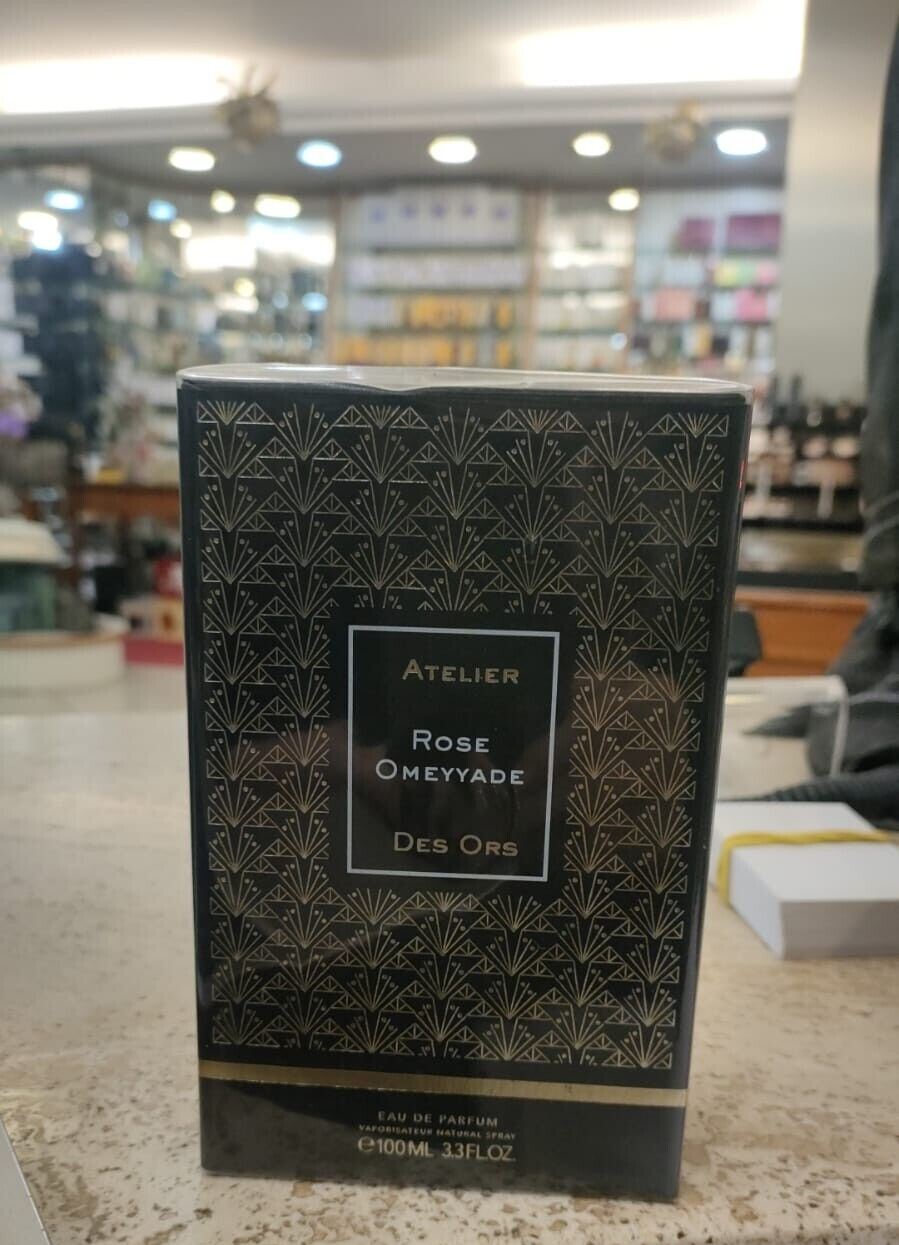 ATELIER
ROSE
OMEYYADE
DES ORS
EAU DE PARFUM
VAPORISATEUR NATURAL SPRAY
℮100ML 3.3FL.OZ.